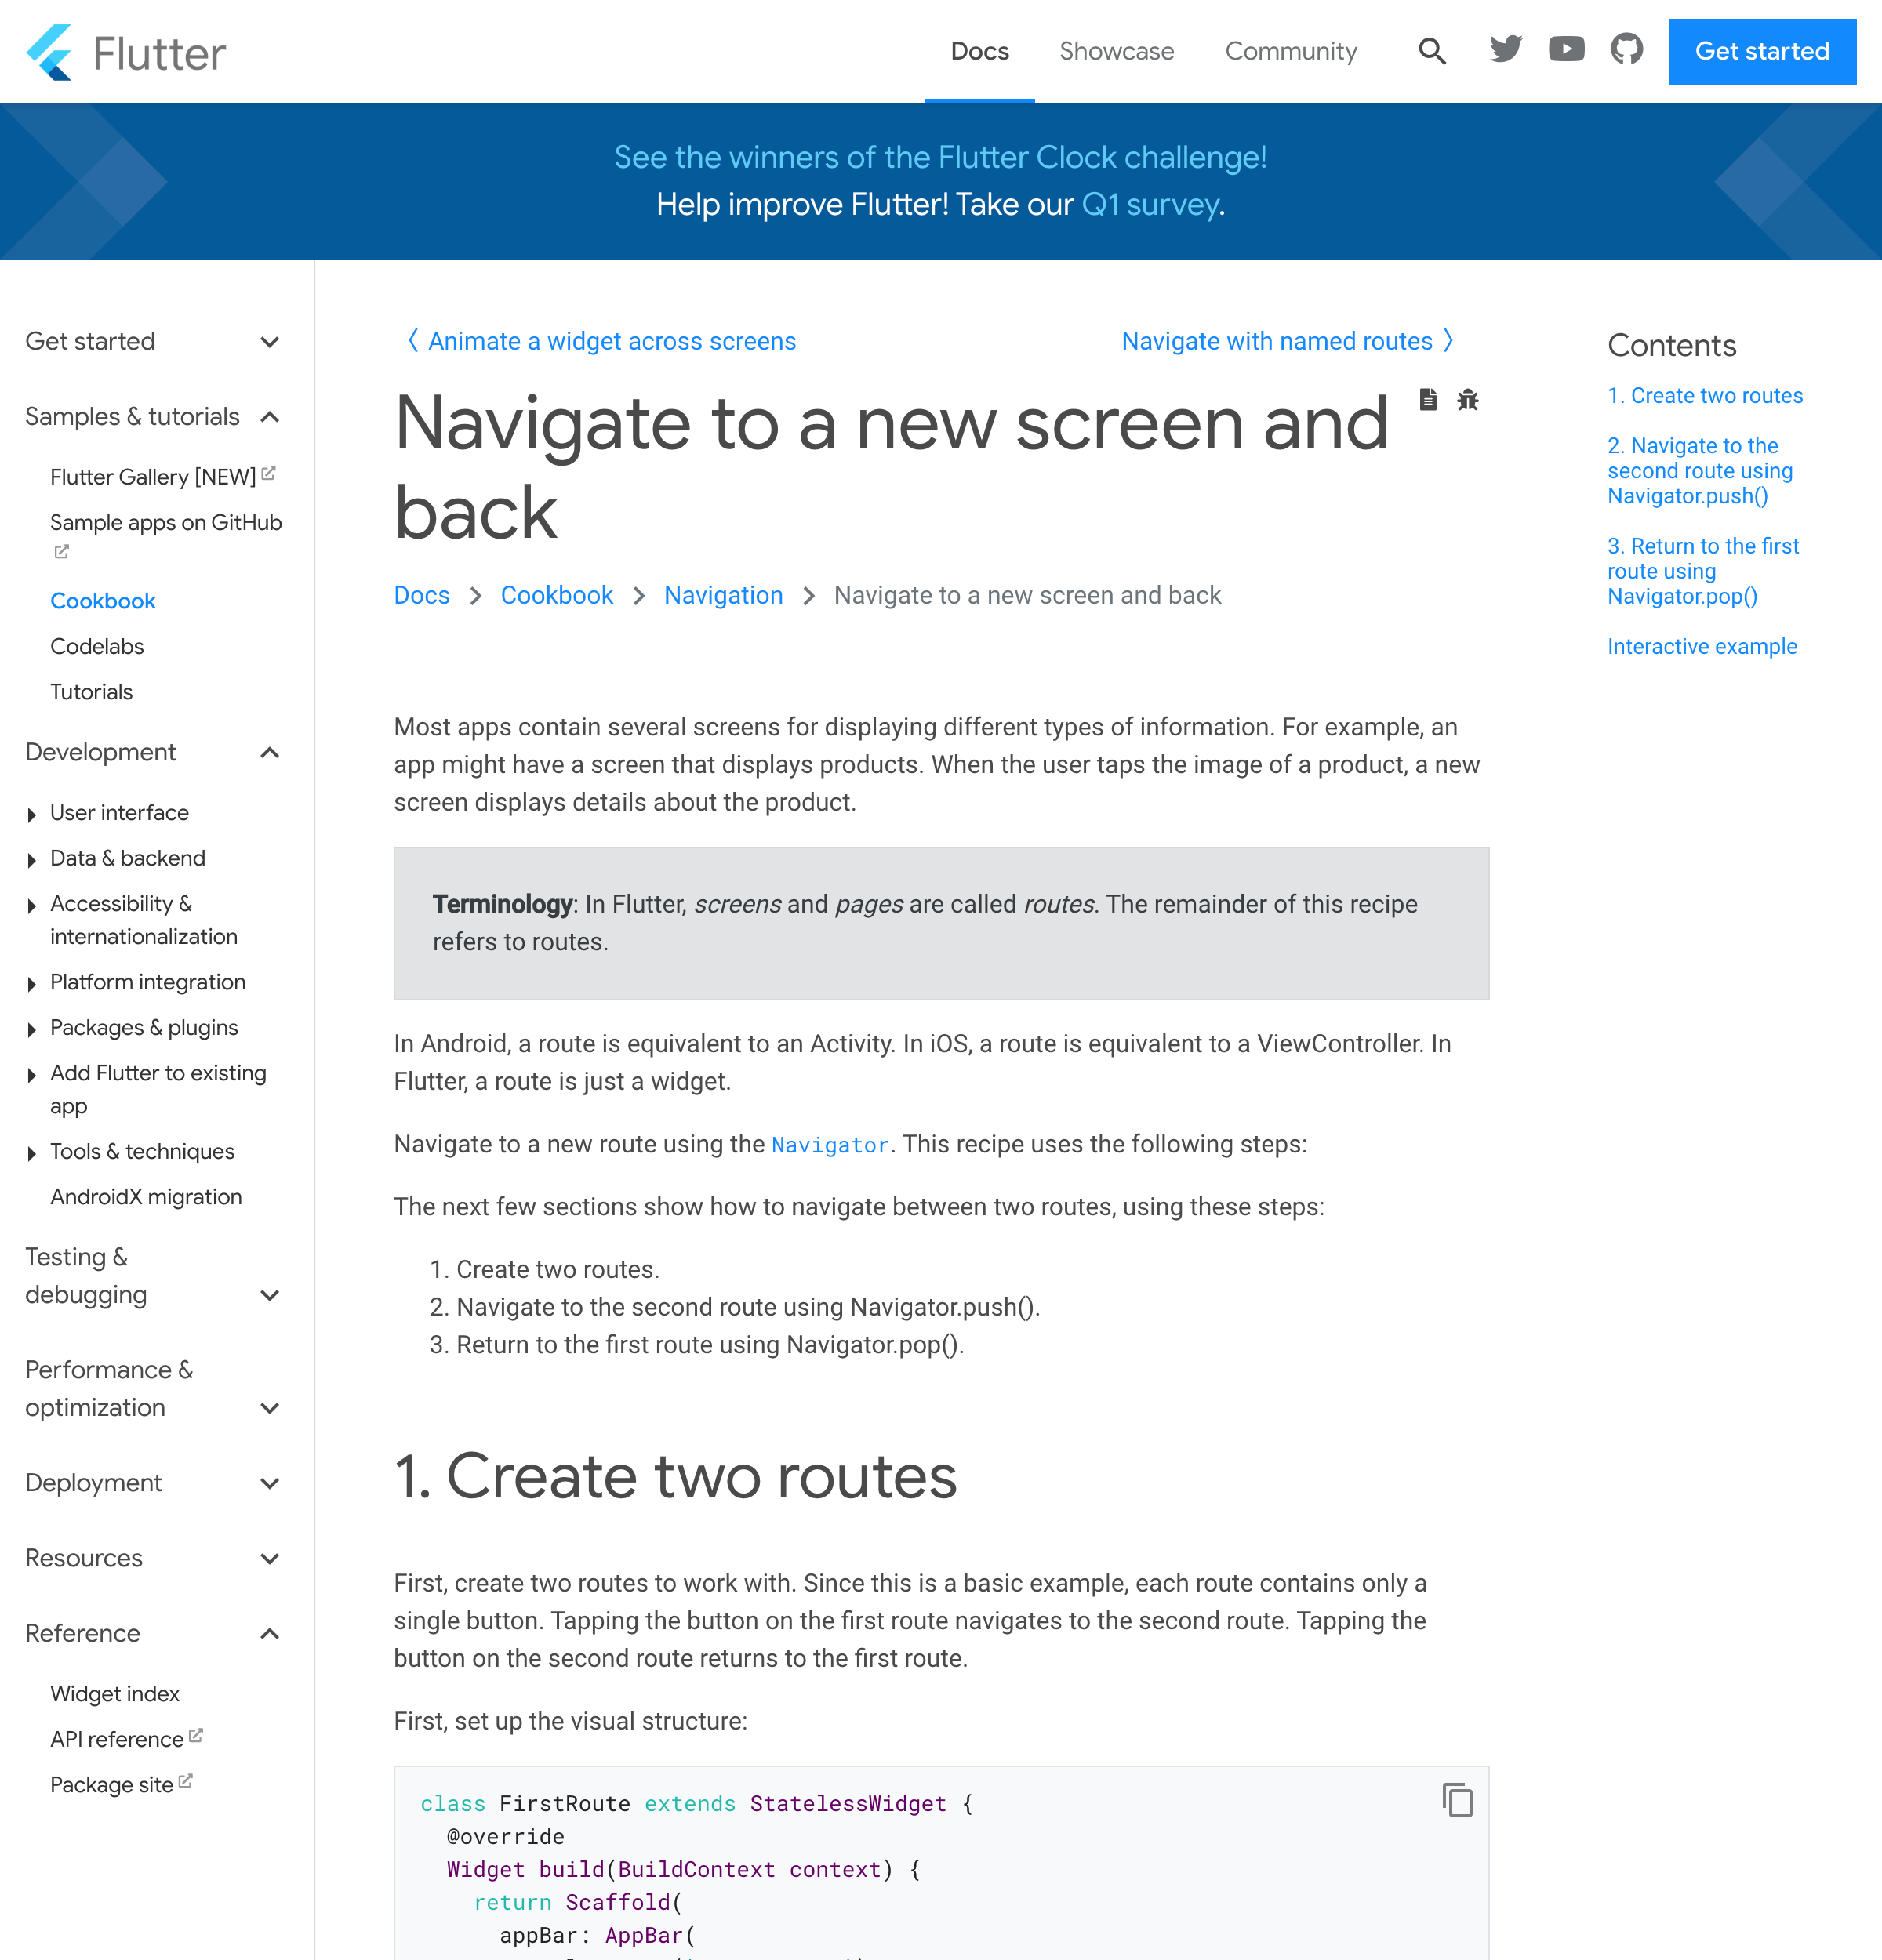 Flutter
Docs
Showcase
Community
Get started
See the winners of the Flutter Clock challenge!
Help improve Flutter! Take our Q1 survey.
Get started
Samples & tutorials
Flutter Gallery [NEW]
Sample apps on GitHub
Cookbook
Codelabs
Tutorials
Development
User interface
Data & backend
Accessibility &
internationalization
Platform integration
Packages & plugins
Add Flutter to existing
app
Tools & techniques
AndroidX migration
Testing &
debugging
Performance &
optimization
Deployment
Resources
Reference
Widget index
API reference
Package site
Animate a widget across screens
Navigate with named routes
Navigate to a new screen and
back
Docs
Cookbook
Navigation
Navigate to a new screen and back
Most apps contain several screens for displaying different types of information. For example, an
app might have a screen that displays products. When the user taps the image of a product, a new
screen displays details about the product.
Terminology: In Flutter, screens and pages are called routes. The remainder of this recipe
refers to routes.
In Android, a route is equivalent to an Activity. In iOS, a route is equivalent to a ViewController. In
Flutter, a route is just a widget.
Navigate to a new route using the Navigator. This recipe uses the following steps:
The next few sections show how to navigate between two routes, using these steps:
1. Create two routes.
2. Navigate to the second route using Navigator.push().
3. Return to the first route using Navigator.pop().
1. Create two routes
First, create two routes to work with. Since this is a basic example, each route contains only a
single button. Tapping the button on the first route navigates to the second route. Tapping the
button on the second route returns to the first route.
First, set up the visual structure:
class FirstRoute extends StatelessWidget {
@override
Widget build(BuildContext context) {
return Scaffold(
appBar: AppBar(
Contents
1. Create two routes
2. Navigate to the
second route using
Navigator.push()
3. Return to the first
route using
Navigator.pop()
Interactive example